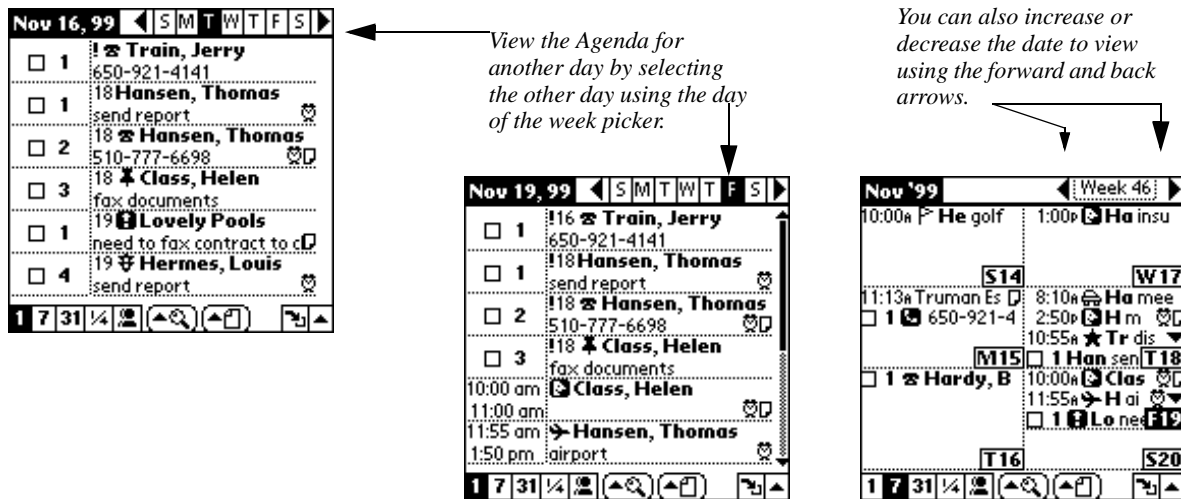 Nov 16, 99 S M T W T F S
1 ! Train, Jerry
650-921-4141
1 18 Hansen, Thomas
send report
2 18 Hansen, Thomas
510-777-6698
3 18 Class, Helen
fax documents
1 19 Lovely Pools
need to fax contract to c
4 19 Hermes, Louis
send report
1 7 31 1/4
View the Agenda for
another day by selecting
the other day using the day
of the week picker.
Nov 19, 99 S M T W T F S
1 !16 Train, Jerry
650-921-4141
1 !18 Hansen, Thomas
send report
2 !18 Hansen, Thomas
510-777-6698
3 !18 Class, Helen
fax documents
10:00 am Class, Helen
11:00 am
11:55 am Hansen, Thomas
1:50 pm airport
1 7 31 1/4
You can also increase or
decrease the date to view
using the forward and back
arrows.
Nov '99 Week 46
10:00A He golf
S14
11:13A Truman Es
1 650-921-4
M15
1 Hardy, B
T16
1:00P Ha insu
W17
8:10A Ha mee
2:50P H m
10:55A Tr dis
1 Han sen T18
10:00A Clas
11:55A H ai
1 Lo nee F19
S20
1 7 31 1/4